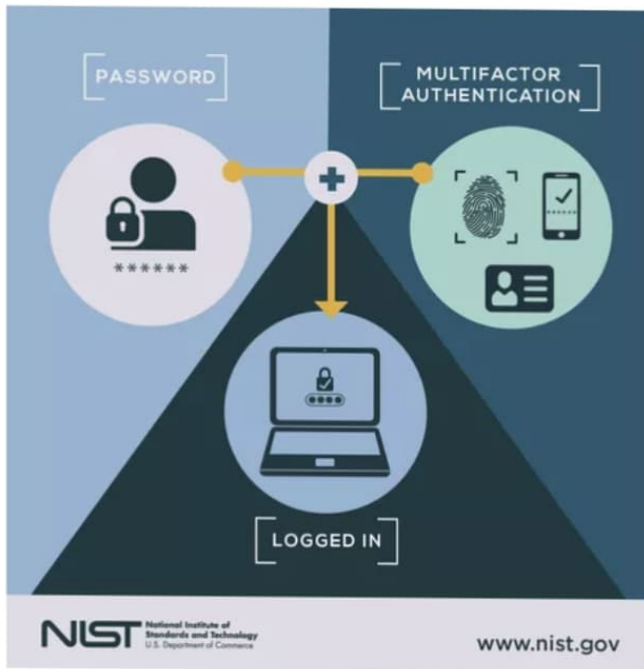 PASSWORD
MULTIFACTOR
AUTHENTICATION
******
LOGGED IN
NIST
National Institute of
Standards and Technology
U.S. Department of Commerce
www.nist.gov